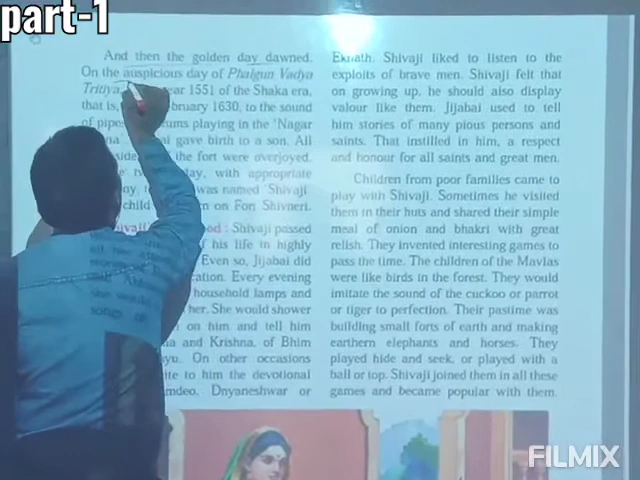 part-1
And then the golden day dawned.
On the auspicious day of Phalgun Vadya
Tritiya, ear 1551 of the Shaka era,
that is, bruary 1630, to the sound
of pipes ums playing in the 'Nagar
gave birth to a son. All
the fort were overjoyed.
with appropriate
was named 'Shivaji'
child on Fort Shivneri.
: Shivaji passed
of his life in highly
Even so, Jijabai did
Every evening
household lamps and
her. She would shower
on him and tell him
and Krishna, of Bhim
On other occasions
to him the devotional
Dnyaneshwar or
Eknath. Shivaji liked to listen to the
exploits of brave men. Shivaji felt that
on growing up, he should also display
valour like them. Jijabai used to tell
him stories of many pious persons and
saints. That instilled in him, a respect
and honour for all saints and great men.
Children from poor families came to
play with Shivaji. Sometimes he visited
them in their huts and shared their simple
meal of onion and bhakri with great
relish. They invented interesting games to
pass the time. The children of the Mavlas
were like birds in the forest. They would
imitate the sound of the cuckoo or parrot
or tiger to perfection. Their pastime was
building small forts of earth and making
earthern elephants and horses. They
played hide and seek, or played with a
ball or top. Shivaji joined them in all these
games and became popular with them.
FILMIX